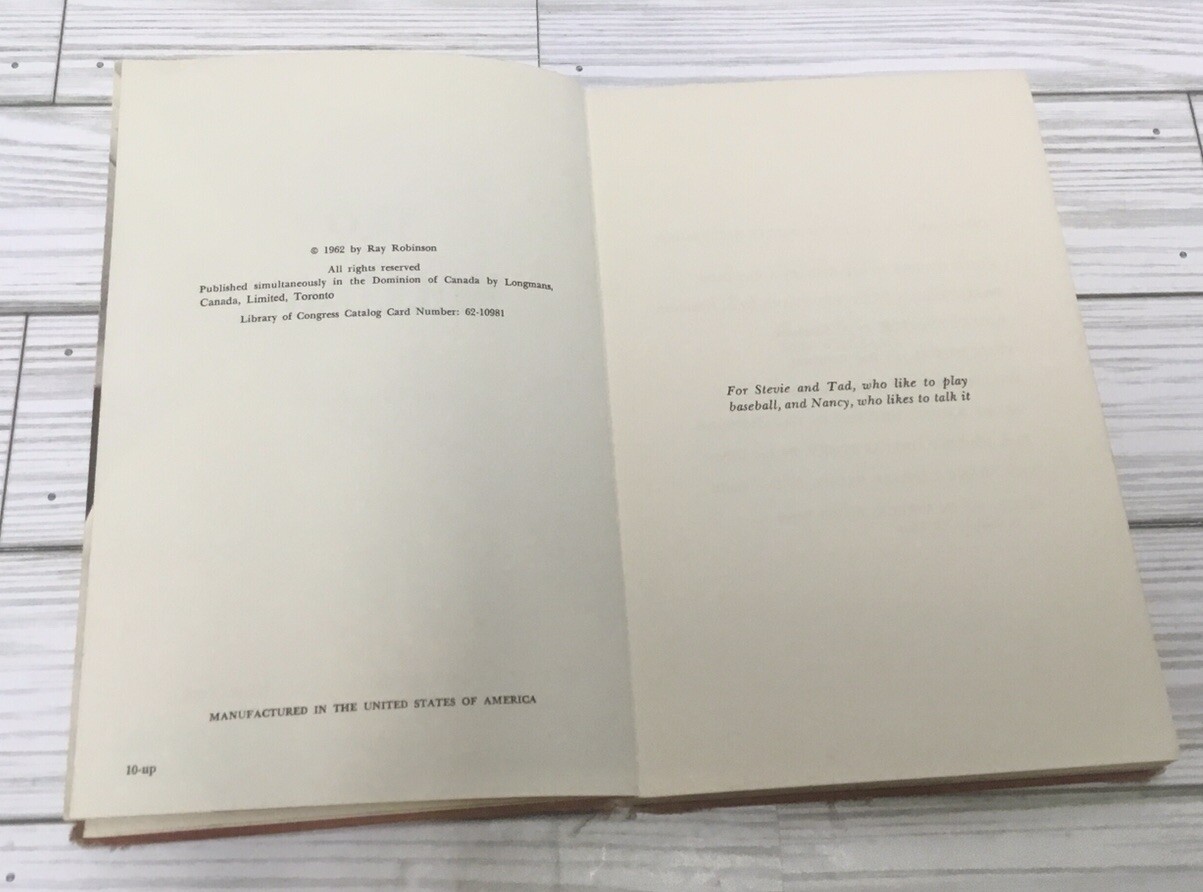 © 1962 by Ray Robinson
All rights reserved
Published simultaneously in the Dominion of Canada by Longmans,
Canada, Limited, Toronto
Library of Congress Catalog Card Number: 62-10981
MANUFACTURED IN THE UNITED STATES OF AMERICA
10-up
For Stevie and Tad, who like to play
baseball, and Nancy, who likes to talk it